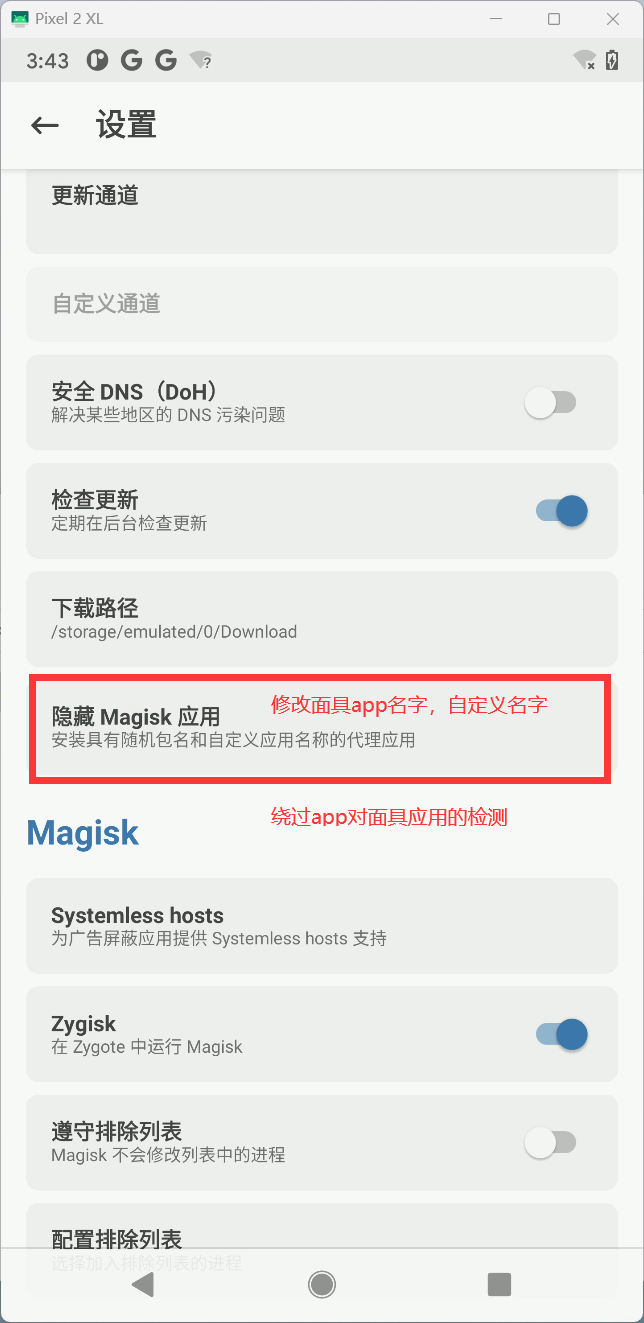 Pixel 2 XL
3:43
设置
更新通道
自定义通道
安全 DNS（DoH）
解决某些地区的 DNS 污染问题
检查更新
定期在后台检查更新
下载路径
/storage/emulated/0/Download
修改面具app名字，自定义名字
隐藏 Magisk 应用
安装具有随机包名和自定义应用名称的代理应用
绕过app对面具应用的检测
Magisk
Systemless hosts
为广告屏蔽应用提供 Systemless hosts 支持
Zygisk
在 Zygote 中运行 Magisk
遵守排除列表
Magisk 不会修改列表中的进程
配置排除列表
选择加入排除列表的进程